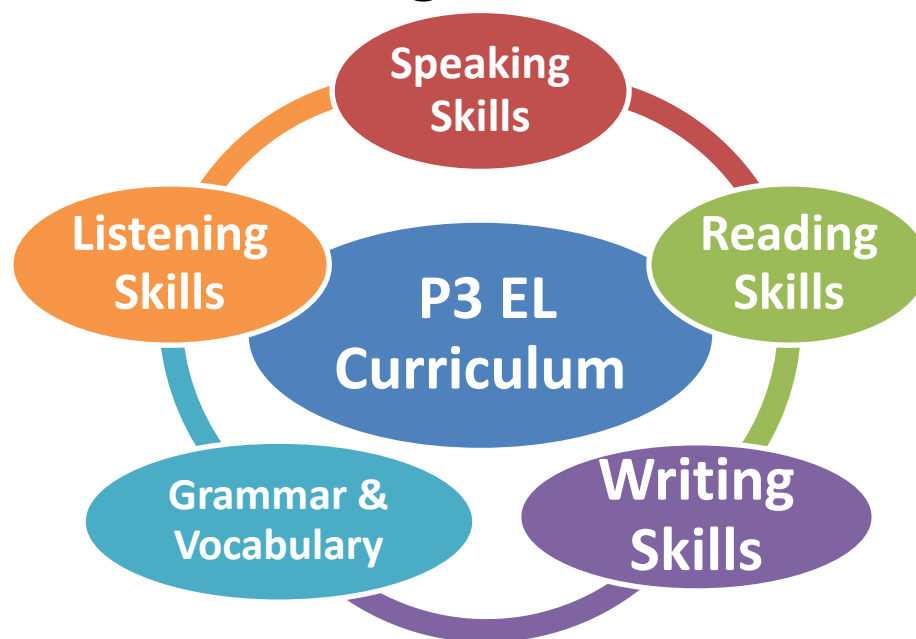 Speaking
Skills
Listening
Skills
Reading
Skills
P3 EL
Curriculum
Grammar &
Vocabulary
Writing
Skills